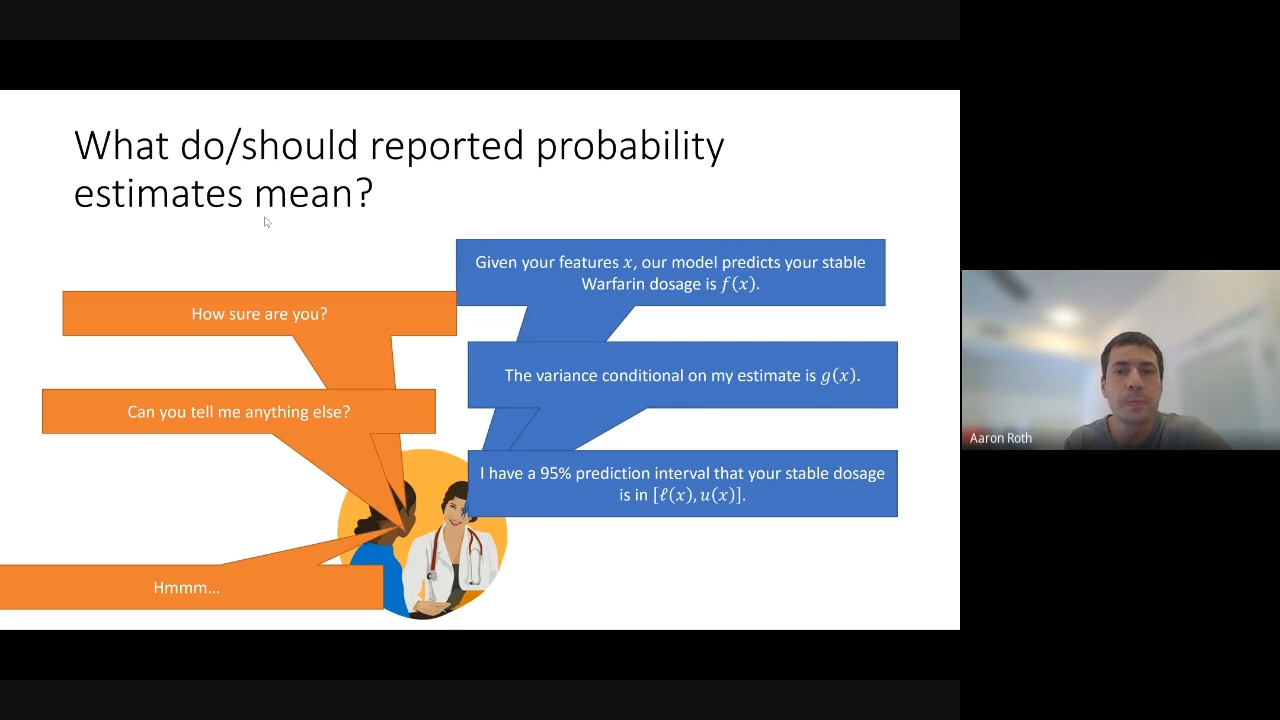 What do/should reported probability
estimates mean?
Given your features x, our model predicts your stable
Warfarin dosage is f(x).
How sure are you?
The variance conditional on my estimate is g(x).
Can you tell me anything else?
I have a 95% prediction interval that your stable dosage
is in [ℓ(x), u(x)].
Hmmm...
Aaron Roth